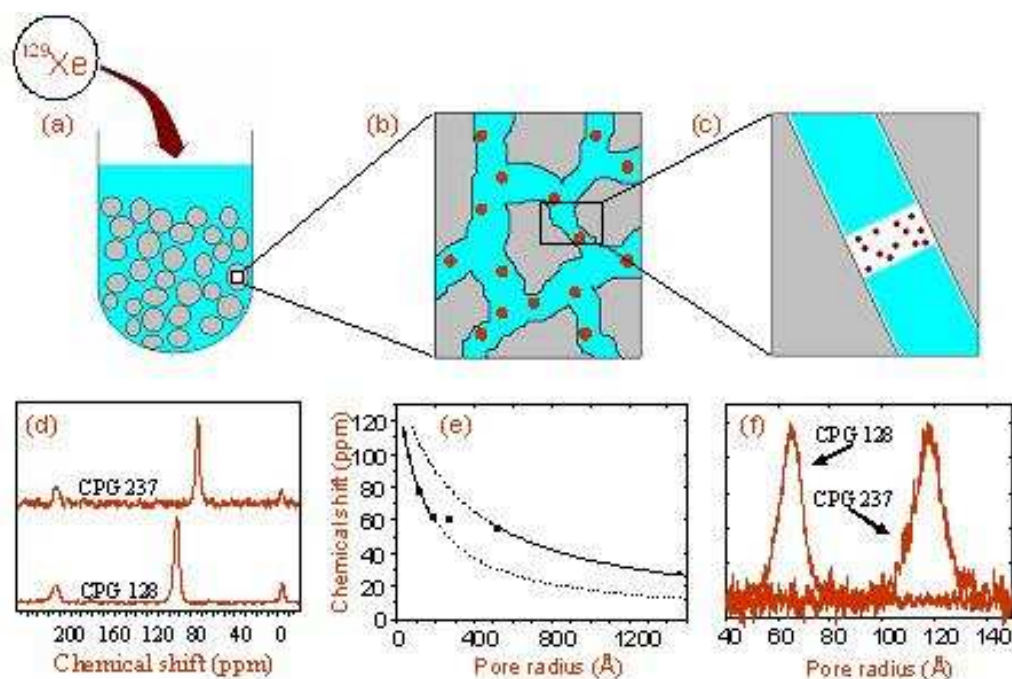 129Xe
(a)
(b)
(c)
(d)
CPG 237
CPG 128
200 160 120 80 40 0
Chemical shift (ppm)
(e)
Chemical shift (ppm)
120
100
80
60
40
20
0
0 400 800 1200
Pore radius (Å)
(f)
CPG 128
CPG 237
40 60 80 100 120 140
Pore radius (Å)